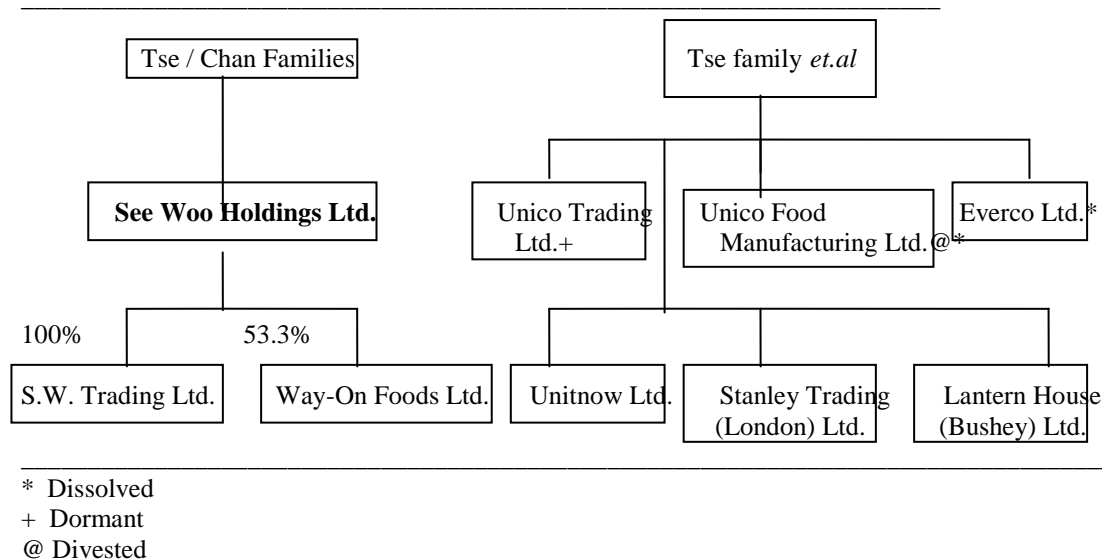 Tse / Chan Families
Tse family et.al
See Woo Holdings Ltd.
Unico Trading
Ltd.+
Unico Food
Manufacturing Ltd.@*
Everco Ltd.*
100%
53.3%
S.W. Trading Ltd.
Way-On Foods Ltd.
Unitnow Ltd.
Stanley Trading
(London) Ltd.
Lantern House
(Bushey) Ltd.
* Dissolved
+ Dormant
@ Divested